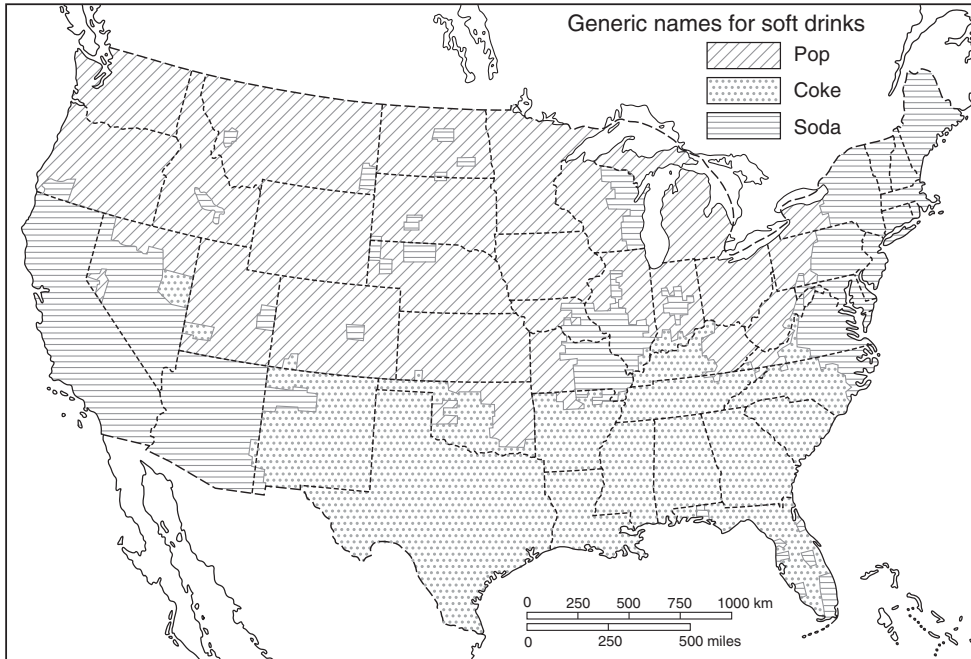 Generic names for soft drinks
Pop
Coke
Soda
0 250 500 750 1000 km
0 250 500 miles